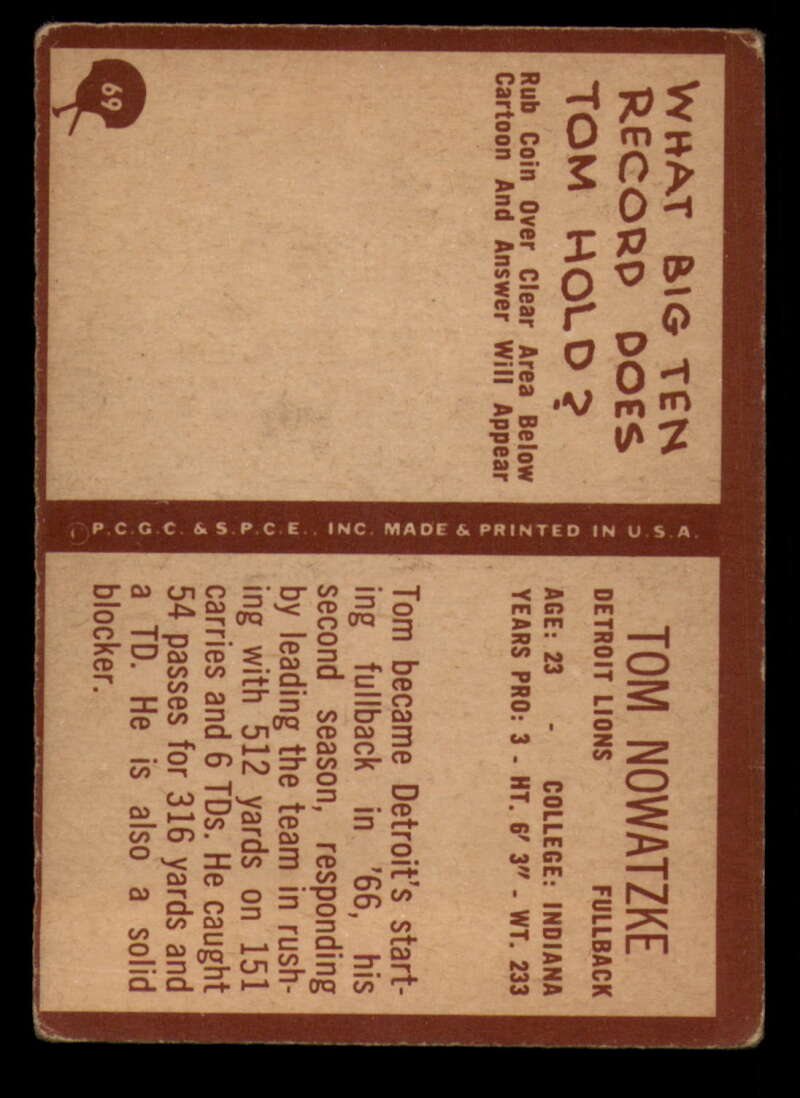 69
WHAT BIG TEN
RECORD DOES
TOM HOLD?
Rub Coin Over Clear Area Below
Cartoon And Answer Will Appear
© P.C.G.C. & S.P.C.E., INC. MADE & PRINTED IN U.S.A.
TOM NOWATZKE
DETROIT LIONS FULLBACK
AGE: 23 - COLLEGE: INDIANA
YEARS PRO: 3 - HT. 6' 3" - WT. 233
Tom became Detroit's start-
ing fullback in '66, his
second season, responding
by leading the team in rush-
ing with 512 yards on 151
carries and 6 TDs. He caught
54 passes for 316 yards and
a TD. He is also a solid
blocker.